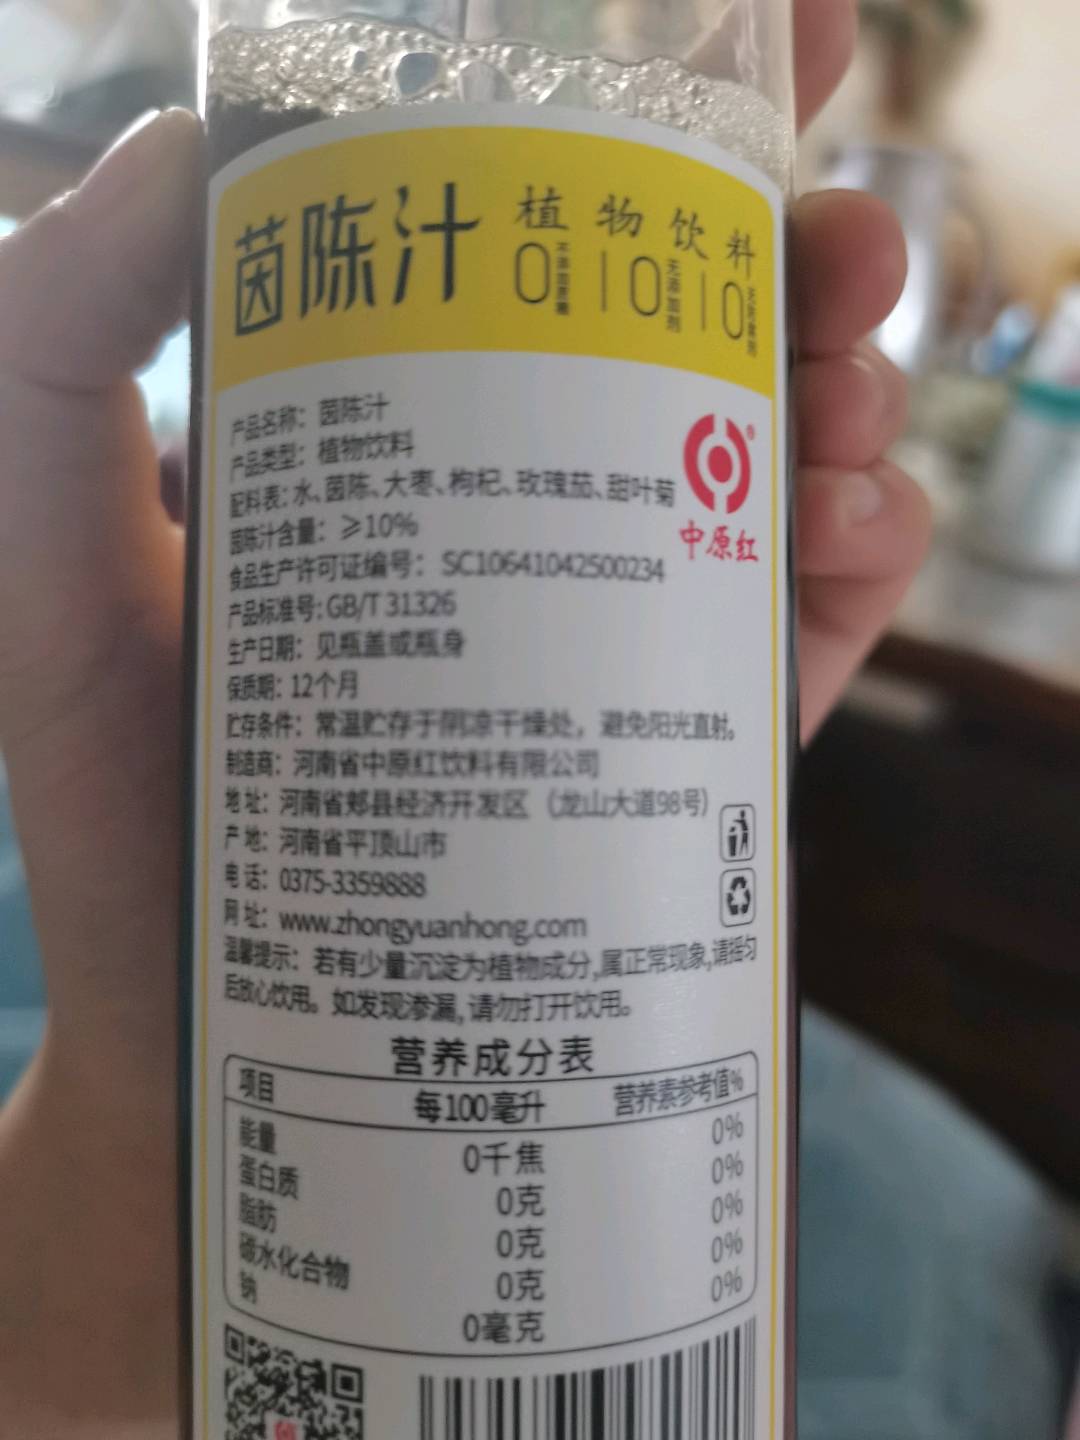 茵陈汁 植物饮料
0 不添加蔗糖 | 0 无添加剂 | 0
产品名称：茵陈汁
产品类型：植物饮料
配料表：水、茵陈、大枣、枸杞、玫瑰茄、甜叶菊
茵陈汁含量：≥10%
食品生产许可证编号：SC10641042500234
产品标准号：GB/T 31326
生产日期：见瓶盖或瓶身
保质期：12个月
贮存条件：常温贮存于阴凉干燥处，避免阳光直射。
制造商：河南省中原红饮料有限公司
地址：河南省郏县经济开发区（龙山大道98号）
产地：河南省平顶山市
电话：0375-3359888
网址：www.zhongyuanhong.com
温馨提示：若有少量沉淀为植物成分,属正常现象,请摇匀
后放心饮用。如发现渗漏,请勿打开饮用。
®
中原红
营养成分表
项目 每100毫升 营养素参考值%
能量 0千焦 0%
蛋白质 0克 0%
脂肪 0克 0%
碳水化合物 0克 0%
钠 0毫克 0%